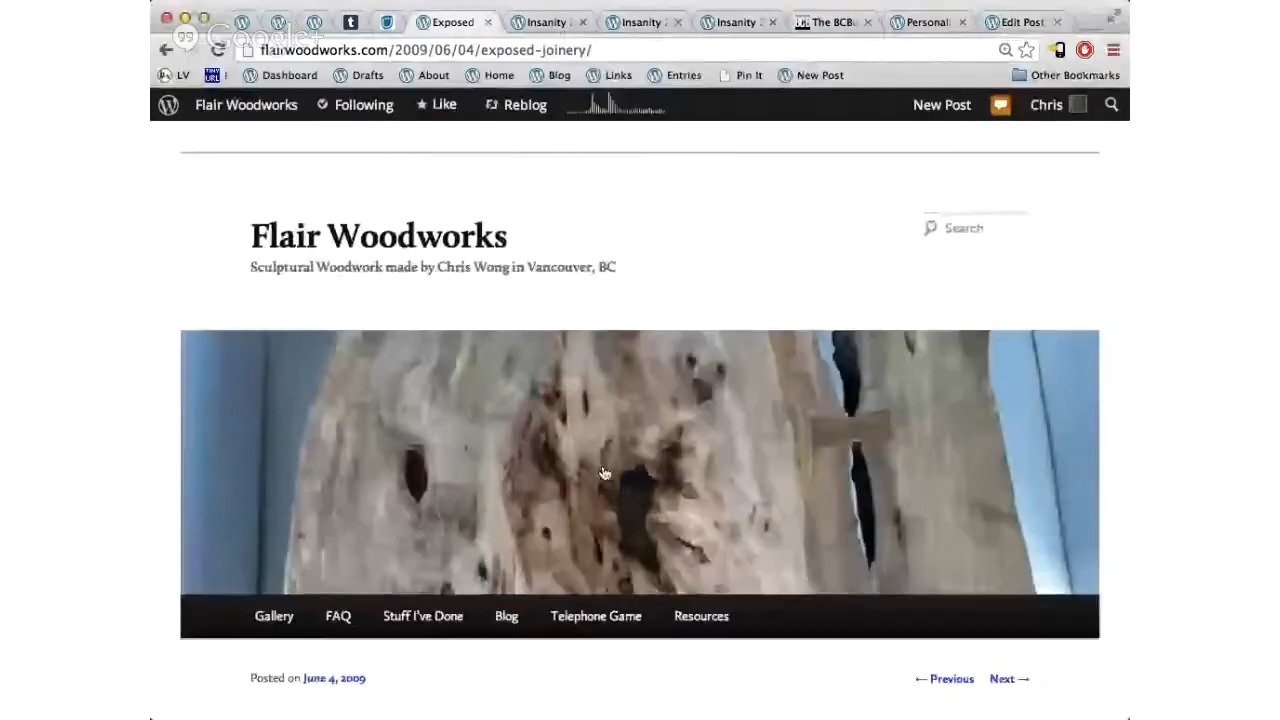 Exposed Insanity Insanity Insanity The BCB Personal Edit Post
Google+
flairwoodworks.com/2009/06/04/exposed-joinery/
LV TINY URL Dashboard Drafts About Home Blog Links Entries Pin It New Post Other Bookmarks
Flair Woodworks Following Like Reblog New Post Chris
Flair Woodworks
Search
Sculptural Woodwork made by Chris Wong in Vancouver, BC
Gallery FAQ Stuff I've Done Blog Telephone Game Resources
Posted on June 4, 2009 ← Previous Next →